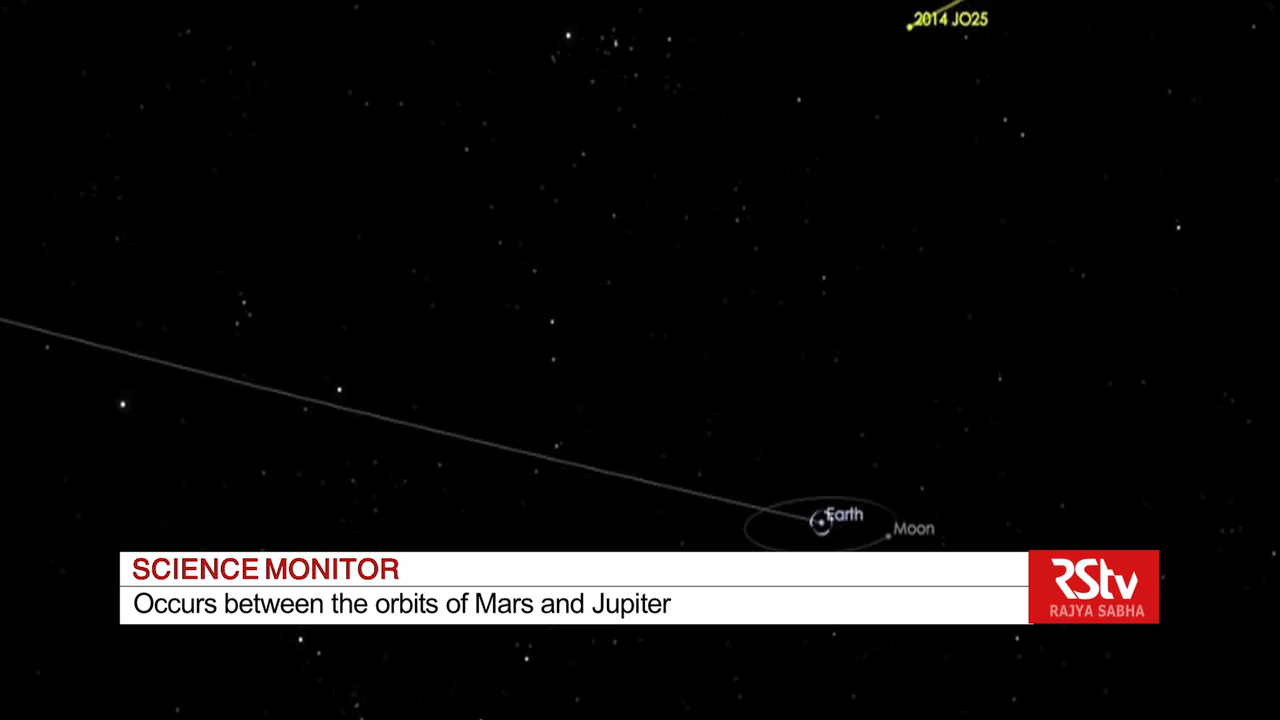 2014 JO25
Earth
Moon
SCIENCE MONITOR
Occurs between the orbits of Mars and Jupiter
RStv
RAJYA SABHA